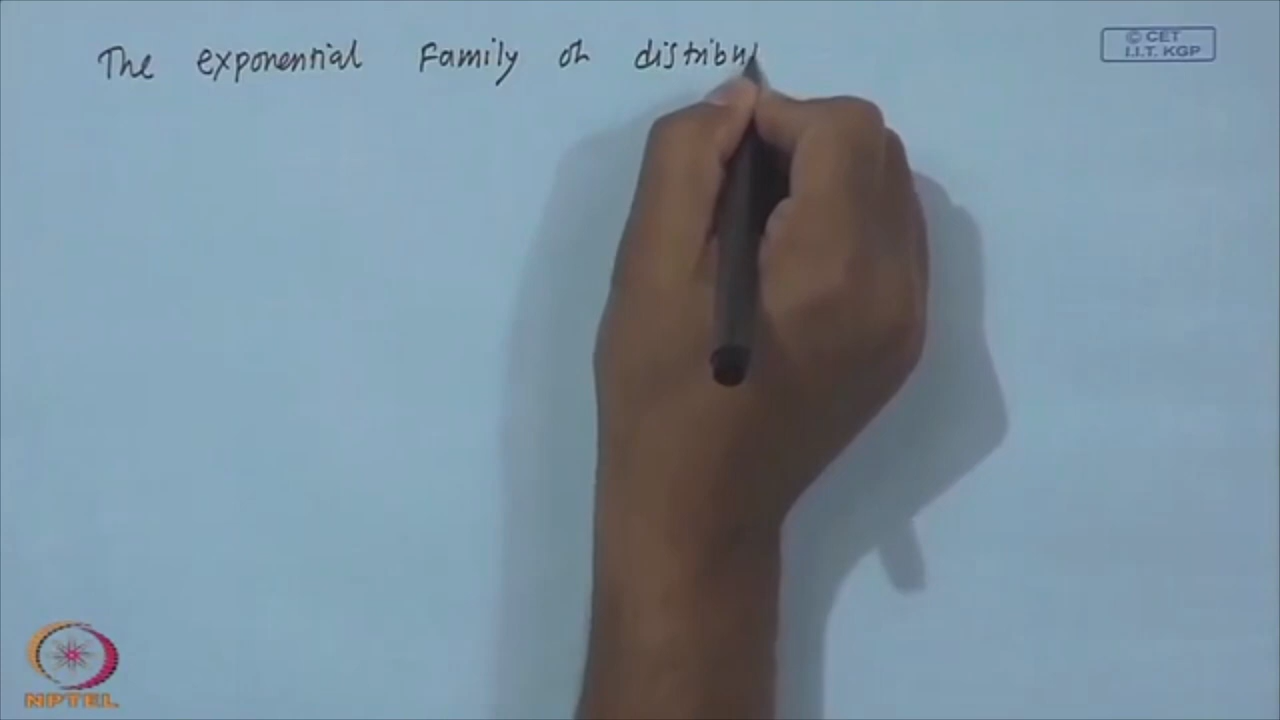 The exponential Family of distribu
© CET
I.I.T. KGP
NPTEL